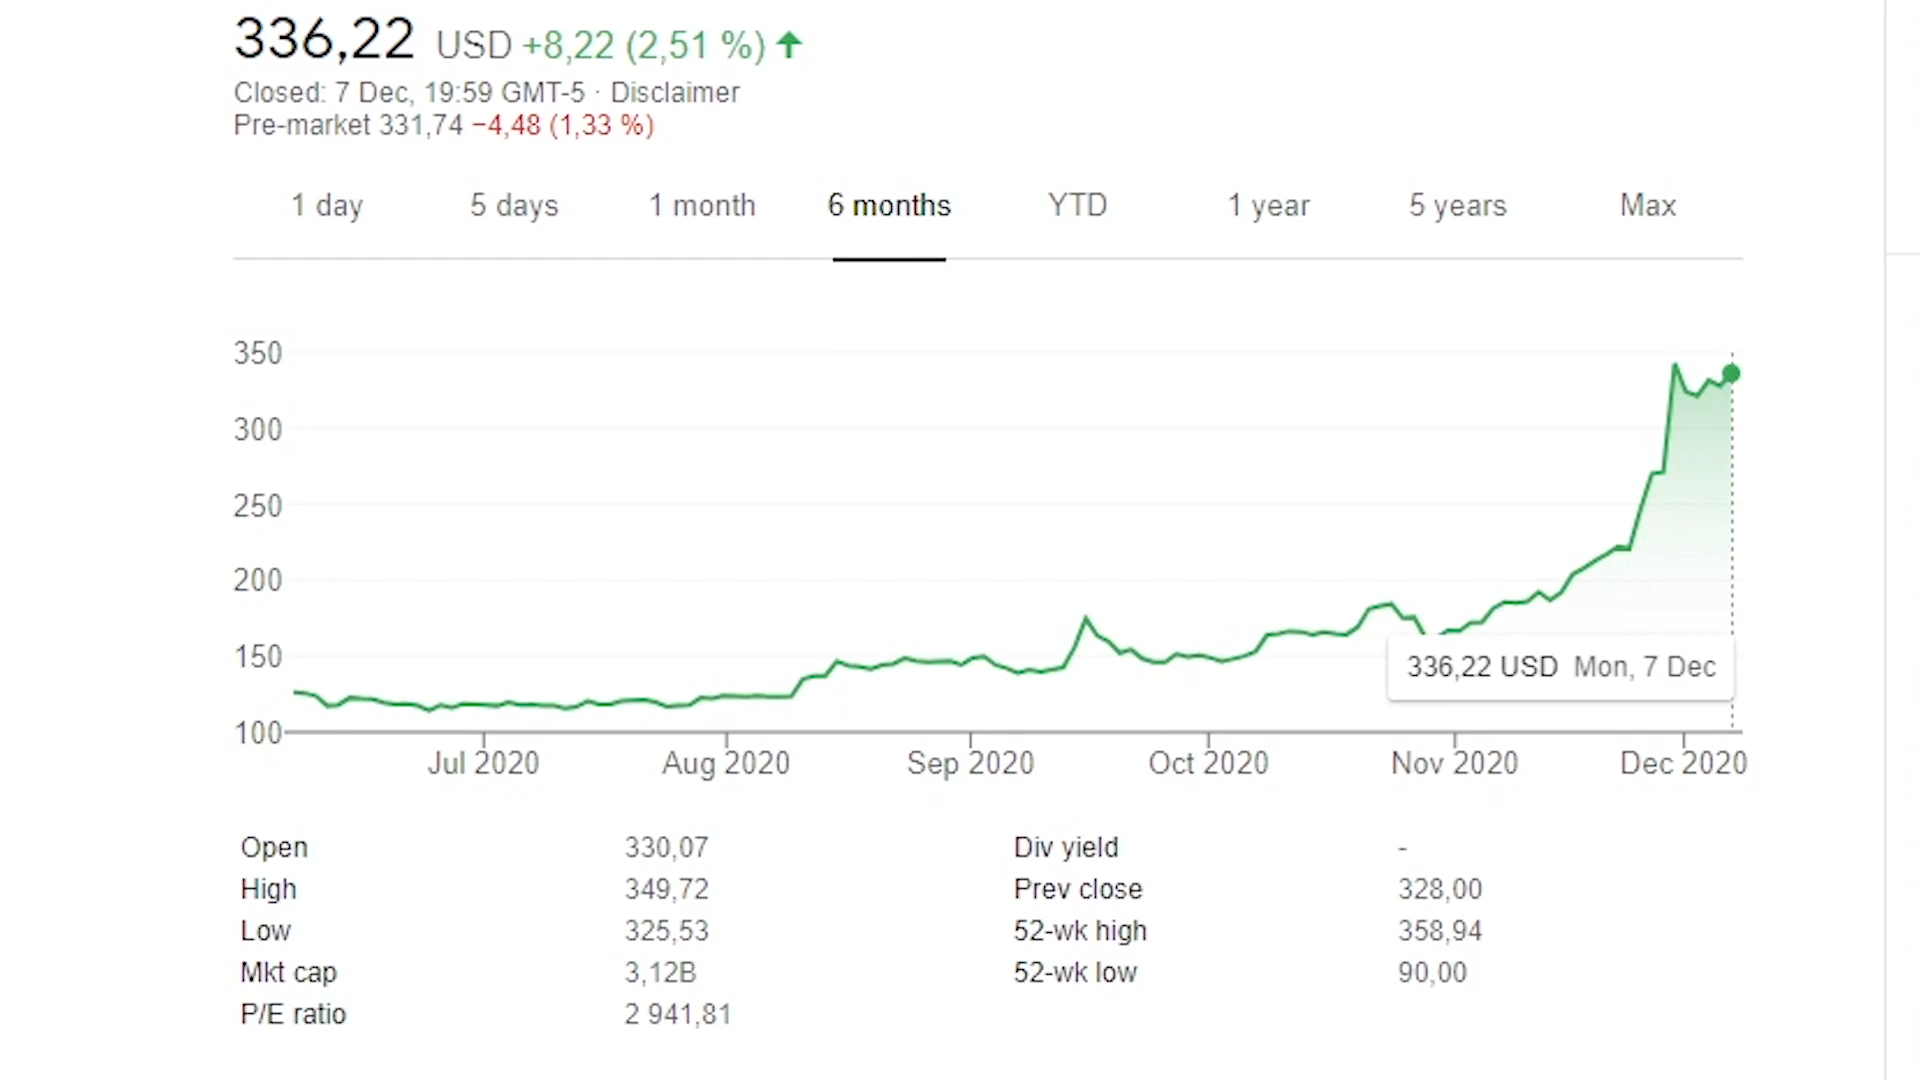 336,22 USD +8,22 (2,51 %)
Closed: 7 Dec, 19:59 GMT-5 · Disclaimer
Pre-market 331,74 −4,48 (1,33 %)
1 day 5 days 1 month 6 months YTD 1 year 5 years Max
350
300
250
200
150
100
336,22 USD Mon, 7 Dec
Jul 2020 Aug 2020 Sep 2020 Oct 2020 Nov 2020 Dec 2020
Open 330,07 Div yield -
High 349,72 Prev close 328,00
Low 325,53 52-wk high 358,94
Mkt cap 3,12B 52-wk low 90,00
P/E ratio 2 941,81